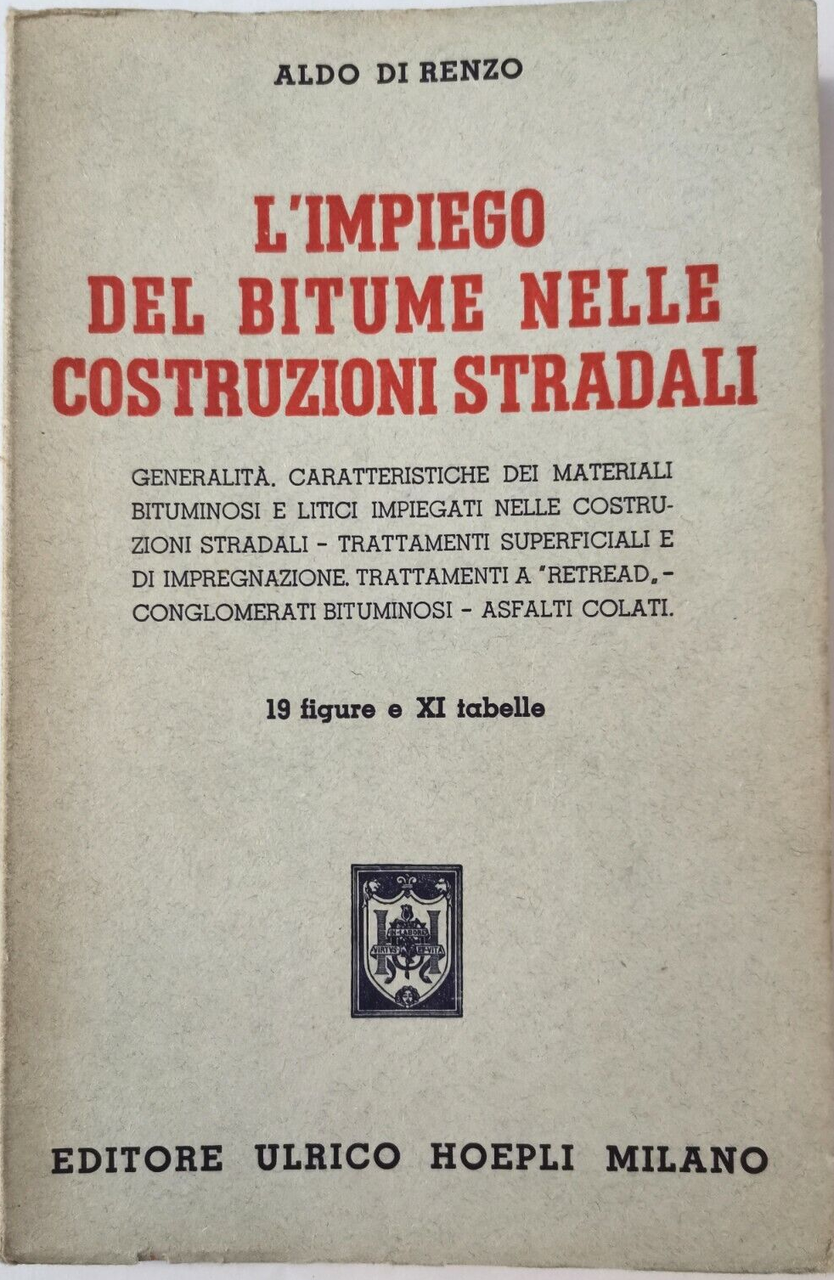 ALDO DI RENZO
L'IMPIEGO
DEL BITUME NELLE
COSTRUZIONI STRADALI
GENERALITÀ. CARATTERISTICHE DEI MATERIALI
BITUMINOSI E LITICI IMPIEGATI NELLE COSTRU-
ZIONI STRADALI – TRATTAMENTI SUPERFICIALI E
DI IMPREGNAZIONE. TRATTAMENTI A "RETREAD„ –
CONGLOMERATI BITUMINOSI – ASFALTI COLATI.
19 figure e XI tabelle
EDITORE ULRICO HOEPLI MILANO